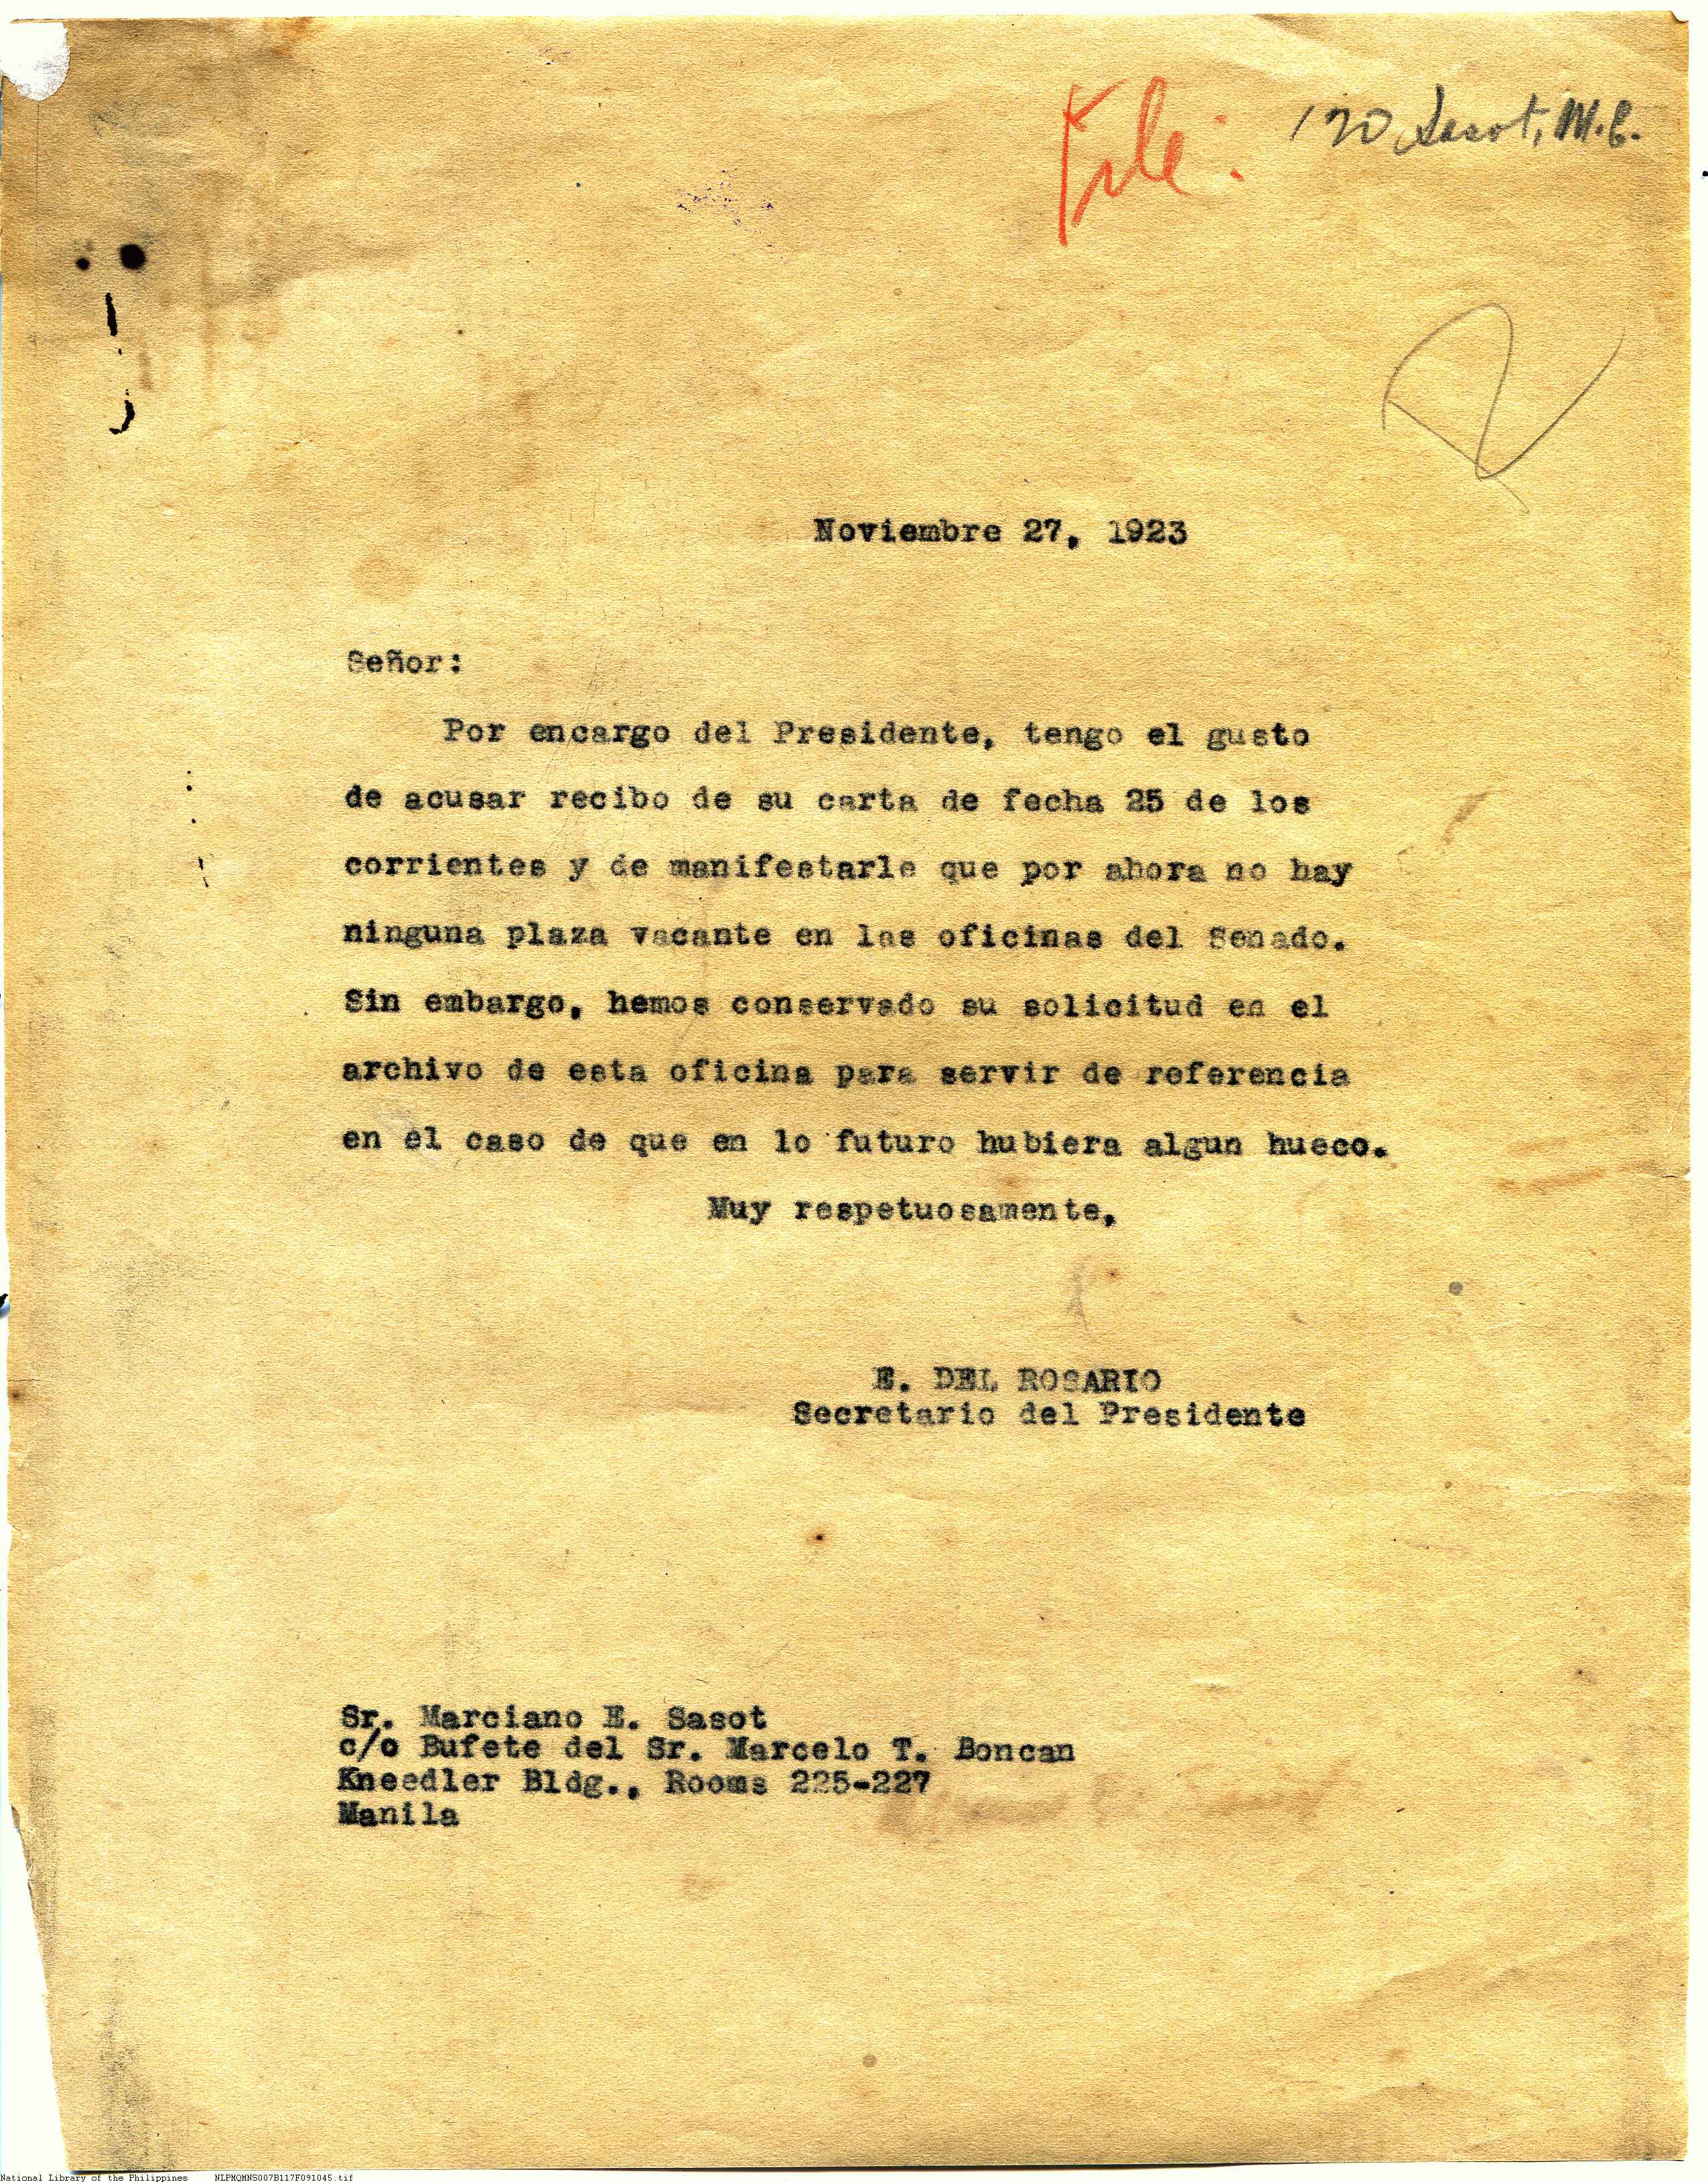 File:
120 Sasot, M.E.
Noviembre 27, 1923
Señor:
Por encargo del Presidente, tengo el gusto
de acusar recibo de su carta de fecha 25 de los
corrientes y de manifestarle que por ahora no hay
ninguna plaza vacante en las oficinas del Senado.
Sin embargo, hemos conservado su solicitud en el
archivo de esta oficina para servir de referencia
en el caso de que en lo futuro hubiera algun hueco.
Muy respetuosamente,
E. DEL ROSARIO
Secretario del Presidente
Sr. Marciano E. Sasot
c/o Bufete del Sr. Marcelo T. Boncan
Kneedler Bldg., Rooms 225-227
Manila
National Library of the Philippines NLPMQMNS007B117F091045.tif